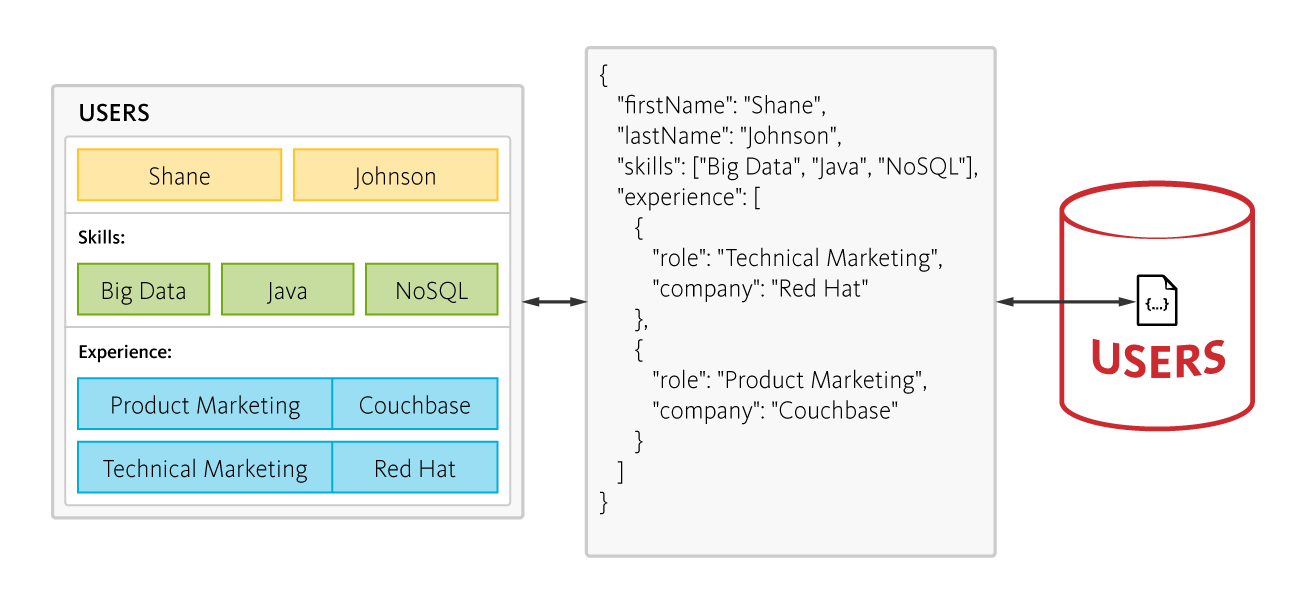 USERS
Shane Johnson
Skills:
Big Data Java NoSQL
Experience:
Product Marketing Couchbase
Technical Marketing Red Hat
{
"firstName": "Shane",
"lastName": "Johnson",
"skills": ["Big Data", "Java", "NoSQL"],
"experience": [
{
"role": "Technical Marketing",
"company": "Red Hat"
},
{
"role": "Product Marketing",
"company": "Couchbase"
}
]
}
{...}
USERS